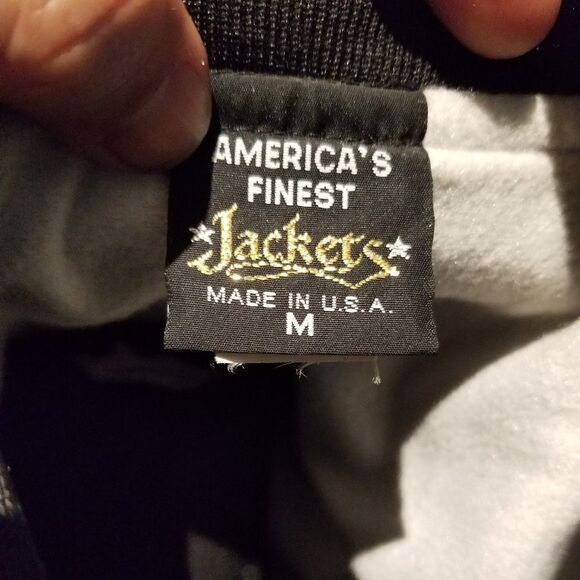 AMERICA'S
FINEST
Jackets
MADE IN U.S.A.
M